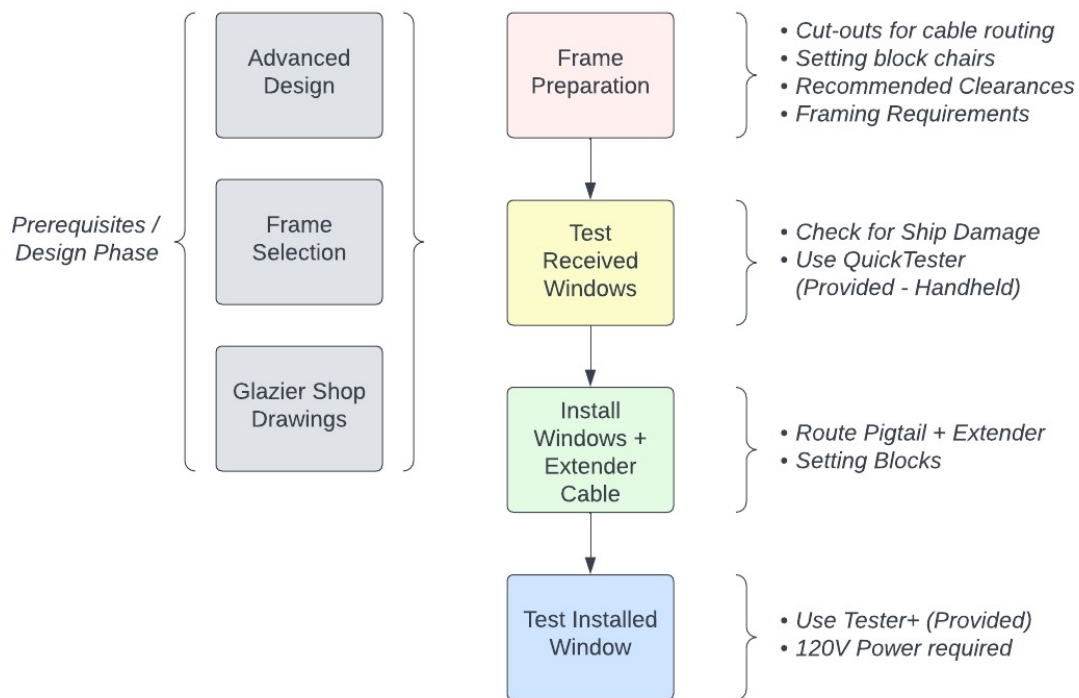 Prerequisites /
Design Phase
Advanced
Design
Frame
Selection
Glazier Shop
Drawings
Frame
Preparation
• Cut-outs for cable routing
• Setting block chairs
• Recommended Clearances
• Framing Requirements
Test
Received
Windows
• Check for Ship Damage
• Use QuickTester
(Provided - Handheld)
Install
Windows +
Extender
Cable
• Route Pigtail + Extender
• Setting Blocks
Test Installed
Window
• Use Tester+ (Provided)
• 120V Power required